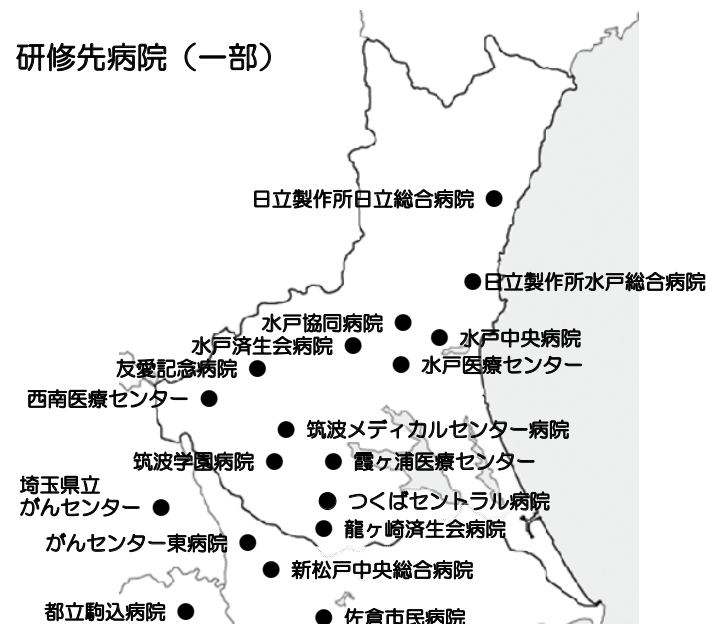 研修先病院（一部）
日立製作所日立総合病院
日立製作所水戸総合病院
水戸協同病院
水戸中央病院
水戸済生会病院
水戸医療センター
友愛記念病院
西南医療センター
筑波メディカルセンター病院
筑波学園病院
霞ヶ浦医療センター
埼玉県立
がんセンター
つくばセントラル病院
龍ヶ崎済生会病院
がんセンター東病院
新松戸中央総合病院
都立駒込病院
佐倉市民病院